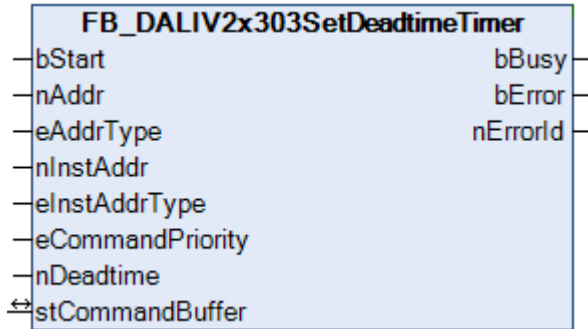 FB_DALIV2x303SetDeadtimeTimer
bStart bBusy
nAddr bError
eAddrType nErrorId
nInstAddr
eInstAddrType
eCommandPriority
nDeadtime
stCommandBuffer